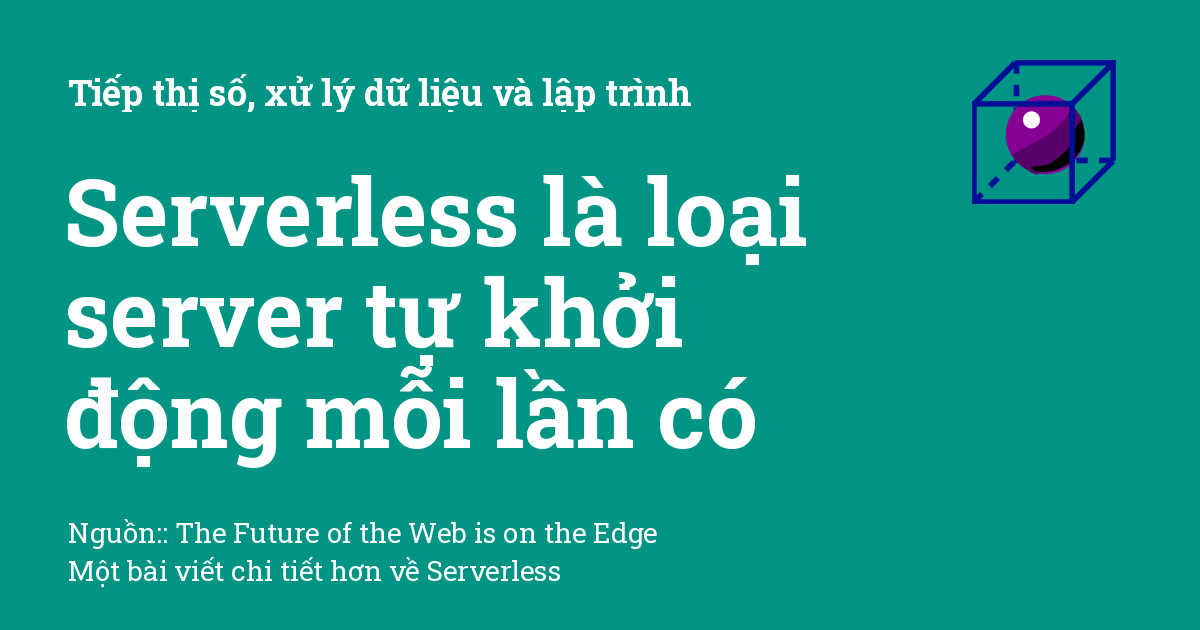 Tiếp thị số, xử lý dữ liệu và lập trình
Serverless là loại
server tự khởi
động mỗi lần có
Nguồn:: The Future of the Web is on the Edge
Một bài viết chi tiết hơn về Serverless